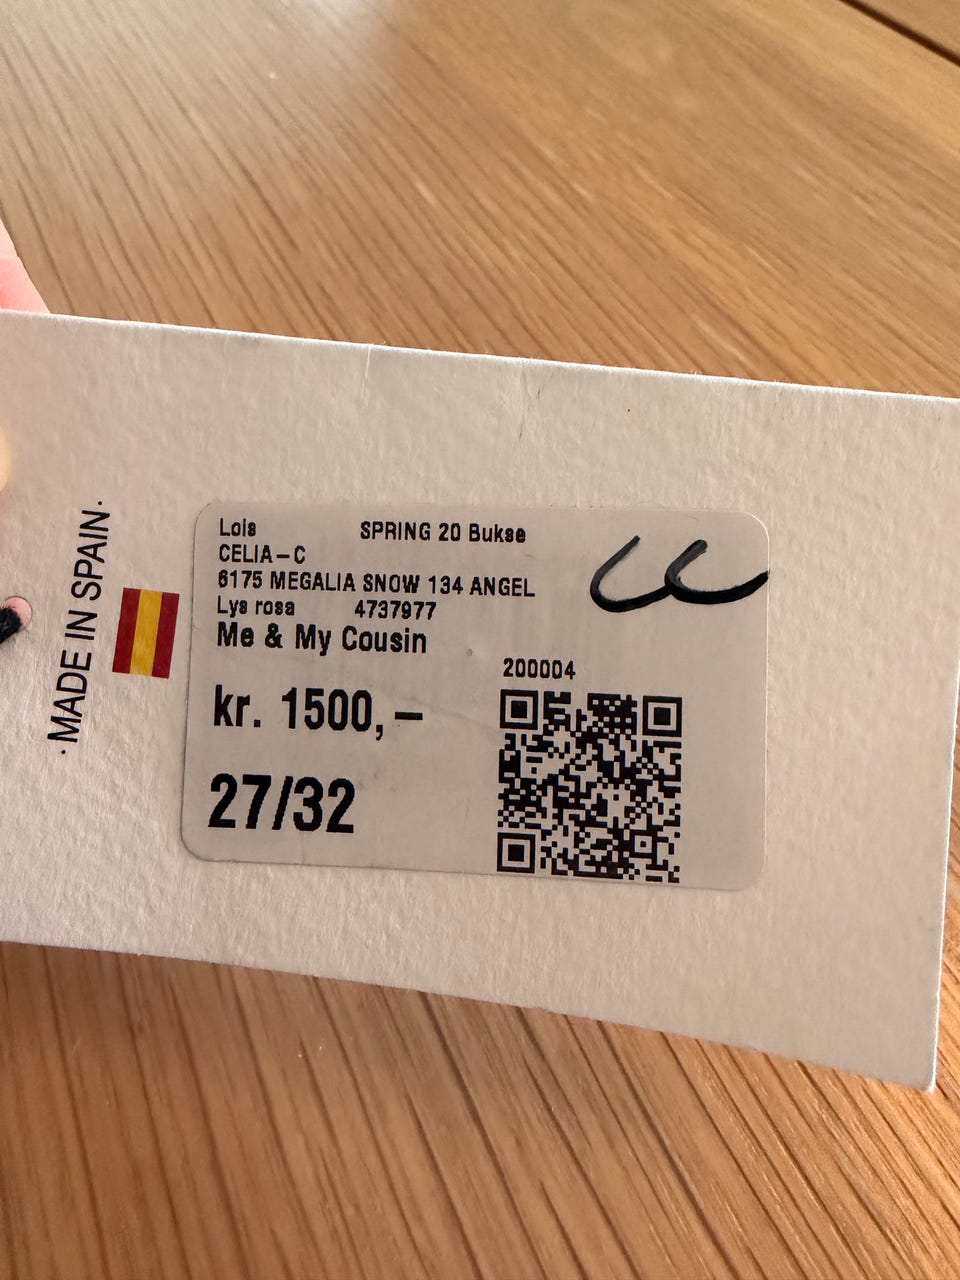 ·MADE IN SPAIN·
Lois SPRING 20 Bukse
CELIA-C
6175 MEGALIA SNOW 134 ANGEL
Lys rosa 4737977
Me & My Cousin
200004
kr. 1500,-
27/32